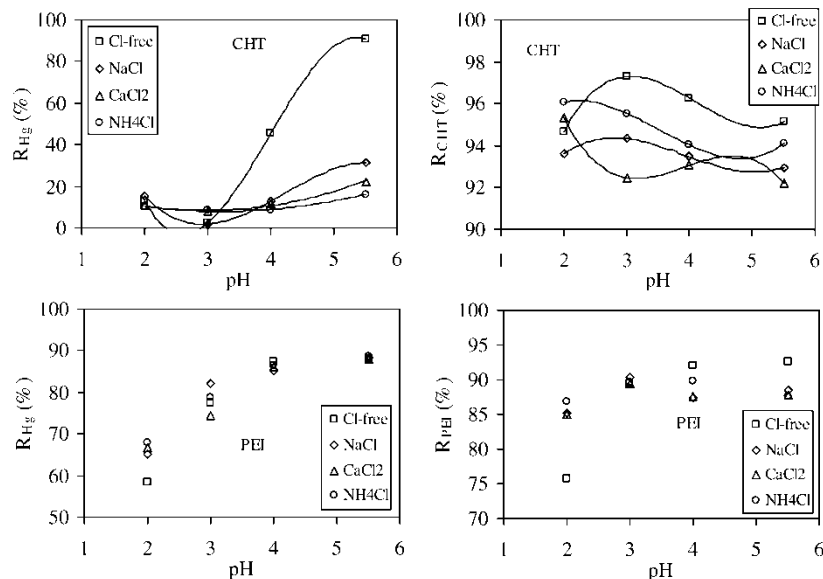 R_Hg (%)
100
80
60
40
20
0
Cl-free
NaCl
CaCl2
NH4Cl
CHT
1 2 3 4 5 6
pH
R_CHT (%)
100
98
96
94
92
90
CHT
Cl-free
NaCl
CaCl2
NH4Cl
1 2 3 4 5 6
pH
R_Hg (%)
100
90
80
70
60
50
PEI
Cl-free
NaCl
CaCl2
NH4Cl
1 2 3 4 5 6
pH
R_PEI (%)
100
95
90
85
80
75
70
PEI
Cl-free
NaCl
CaCl2
NH4Cl
1 2 3 4 5 6
pH